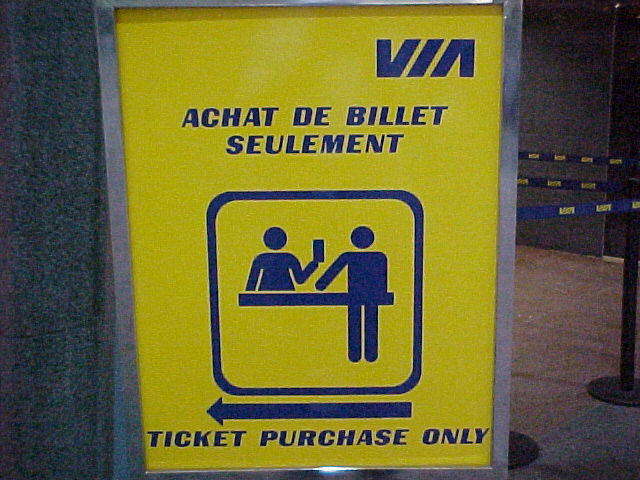 VIA
ACHAT DE BILLET
SEULEMENT
TICKET PURCHASE ONLY